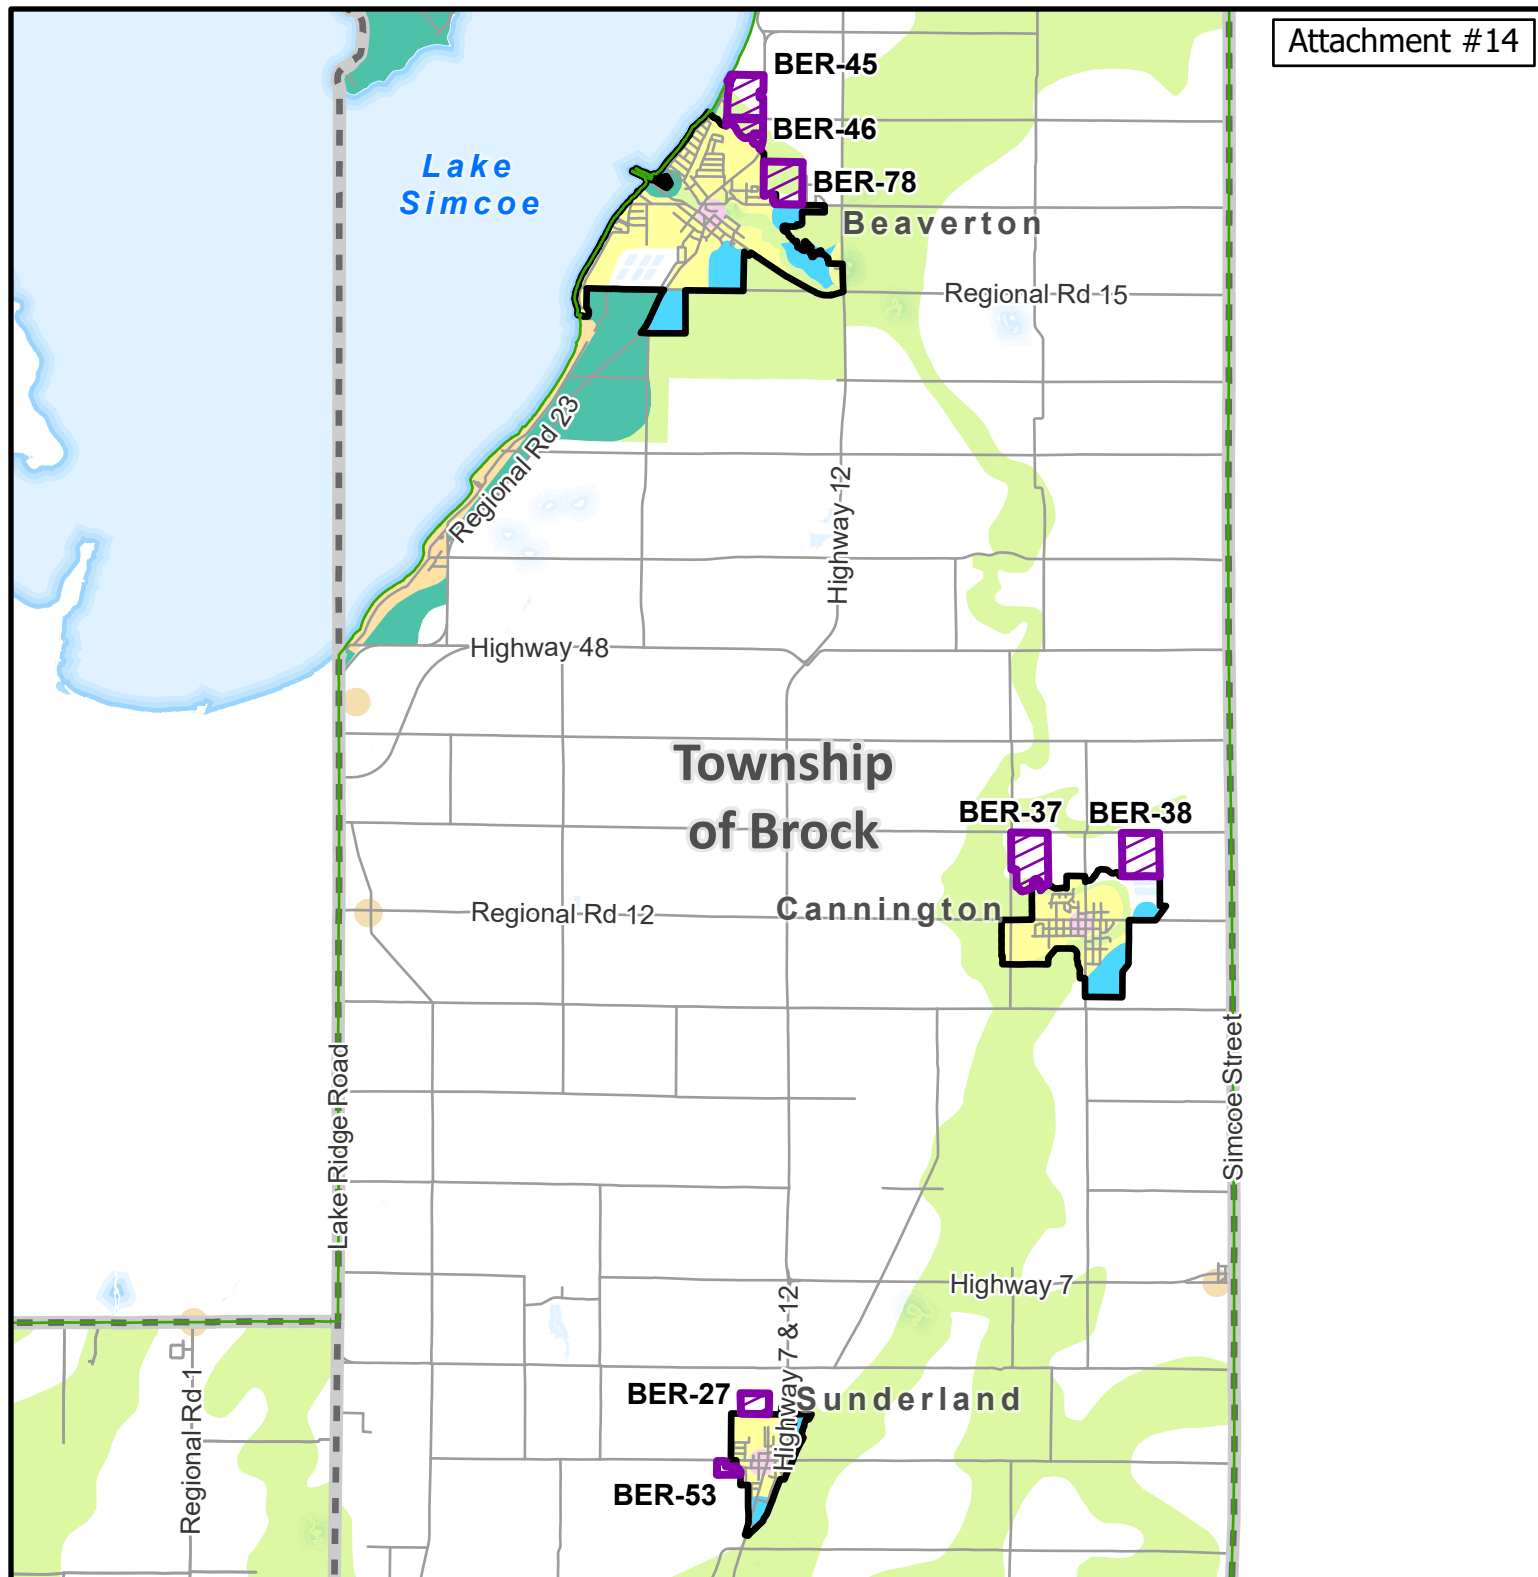 Attachment #14
BER-45
BER-46
Lake
Simcoe
BER-78
Beaverton
Regional Rd 15
Regional Rd 23
Highway 12
Highway 48
Township
of Brock
BER-37
BER-38
Cannington
Regional Rd 12
Lake Ridge Road
Simcoe Street
Highway 7
Highway 7 & 12
BER-27
Sunderland
Regional Rd 1
BER-53